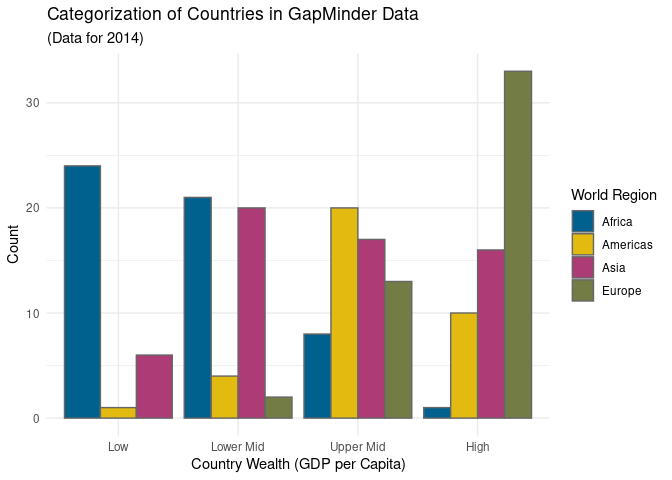 Categorization of Countries in GapMinder Data
(Data for 2014)
30
20
10
0
Count
Low
Lower Mid
Upper Mid
High
Country Wealth (GDP per Capita)
World Region
Africa
Americas
Asia
Europe